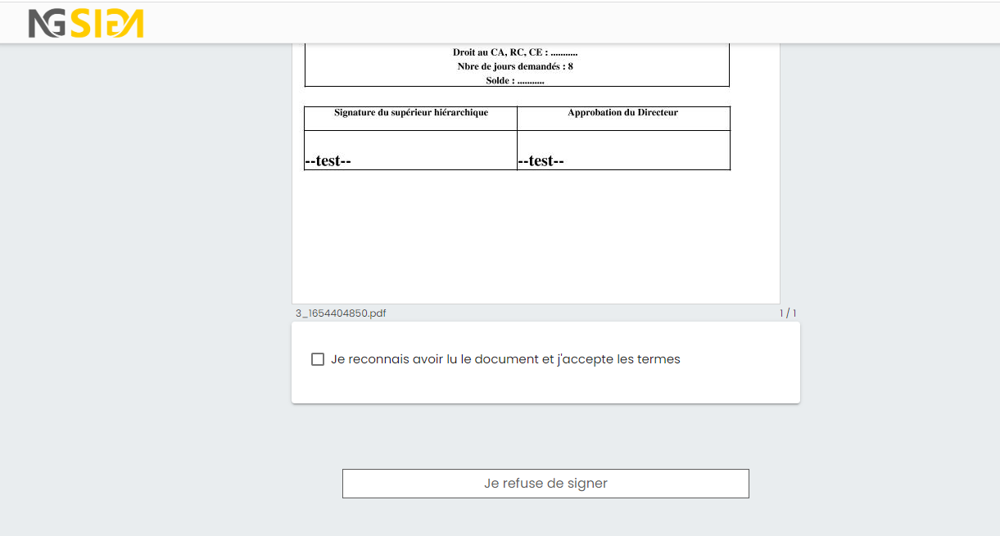 NGSIGN
Droit au CA, RC, CE : ...........
Nbre de jours demandés : 8
Solde : ...........
Signature du supérieur hiérarchique
Approbation du Directeur
--test--
--test--
3_1654404850.pdf
1 / 1
Je reconnais avoir lu le document et j'accepte les termes
Je refuse de signer